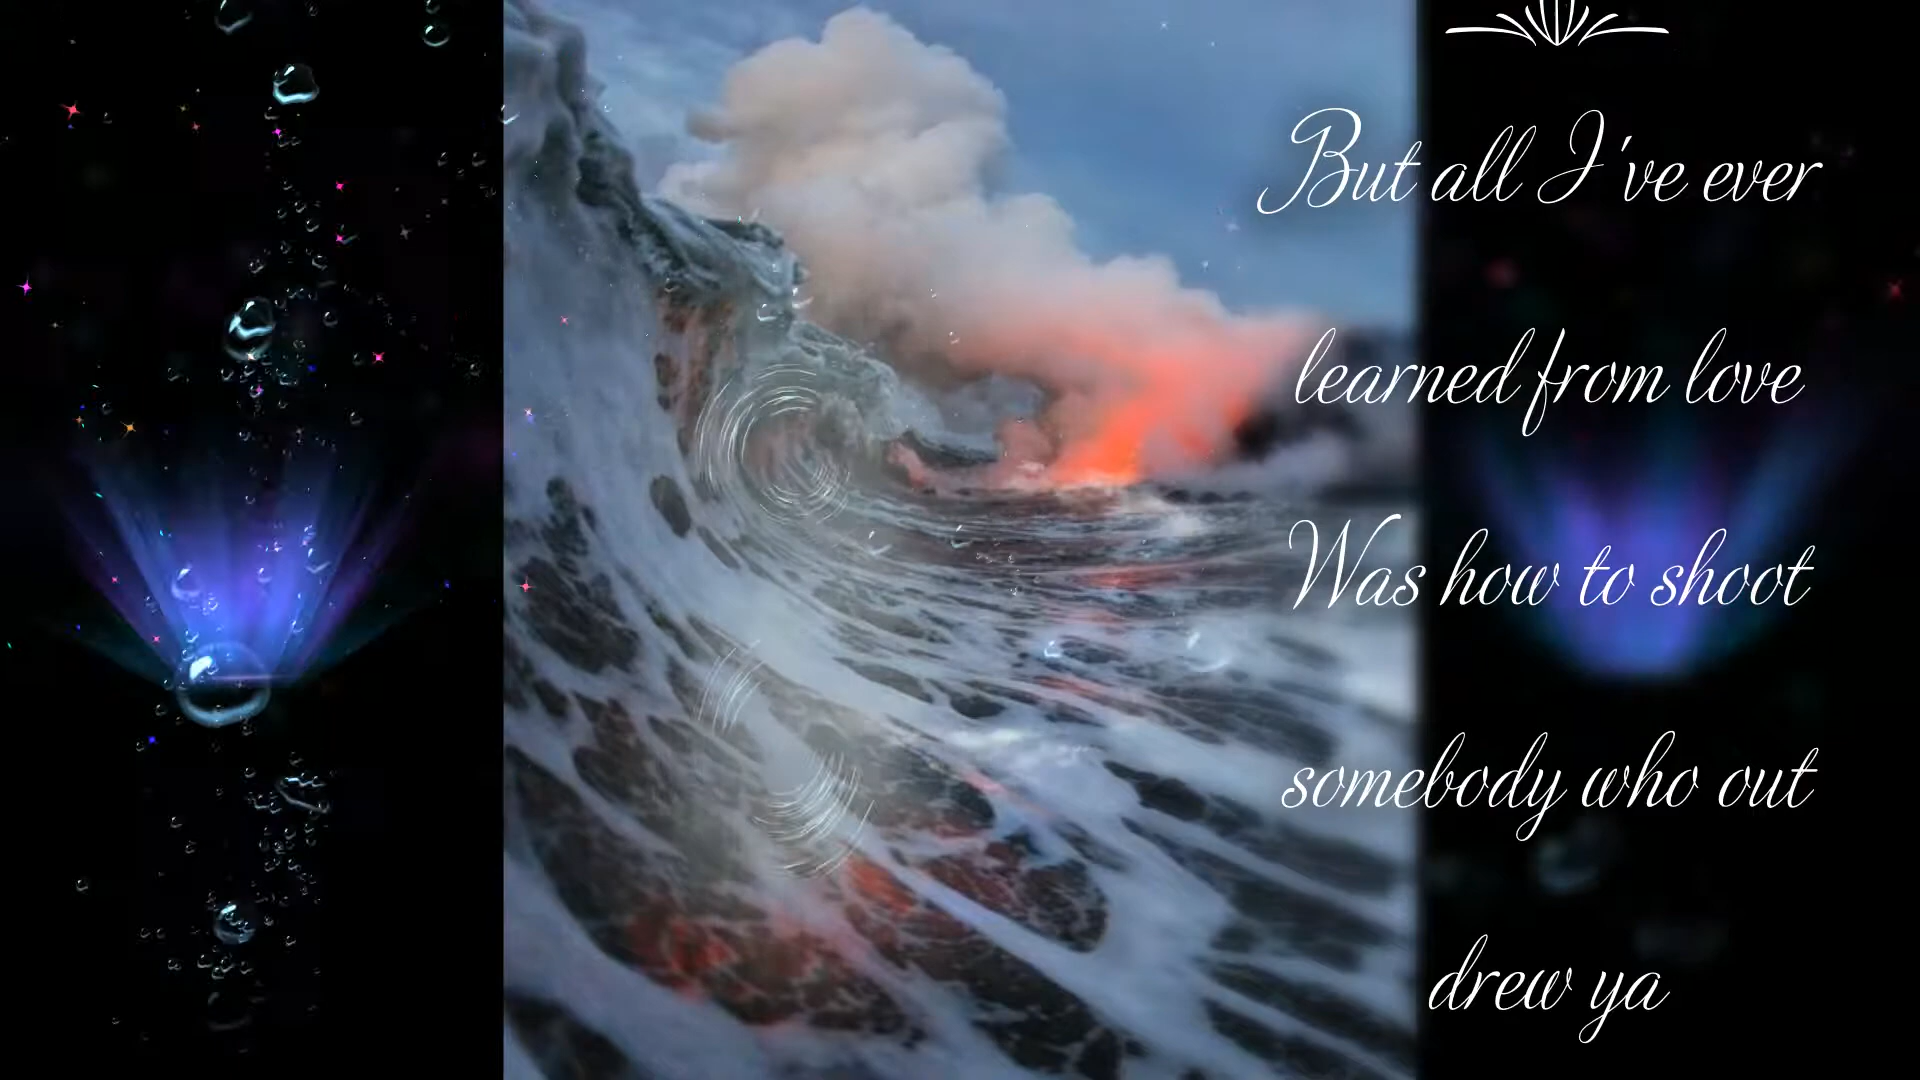 But all I've ever
learned from love
Was how to shoot
somebody who out
drew ya